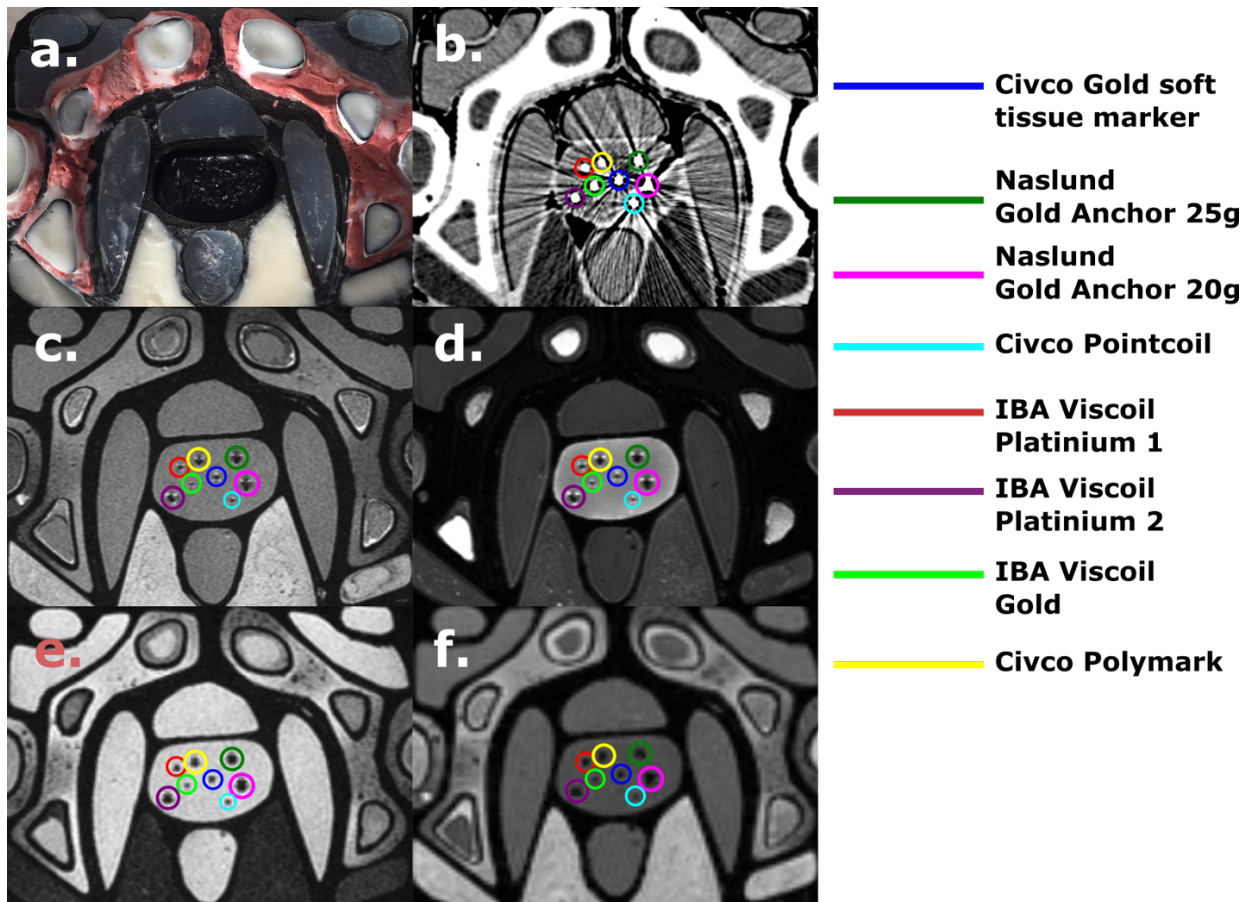 a.
b.
c.
d.
e.
f.
Civco Gold soft
tissue marker
Naslund
Gold Anchor 25g
Naslund
Gold Anchor 20g
Civco Pointcoil
IBA Viscoil
Platinium 1
IBA Viscoil
Platinium 2
IBA Viscoil
Gold
Civco Polymark